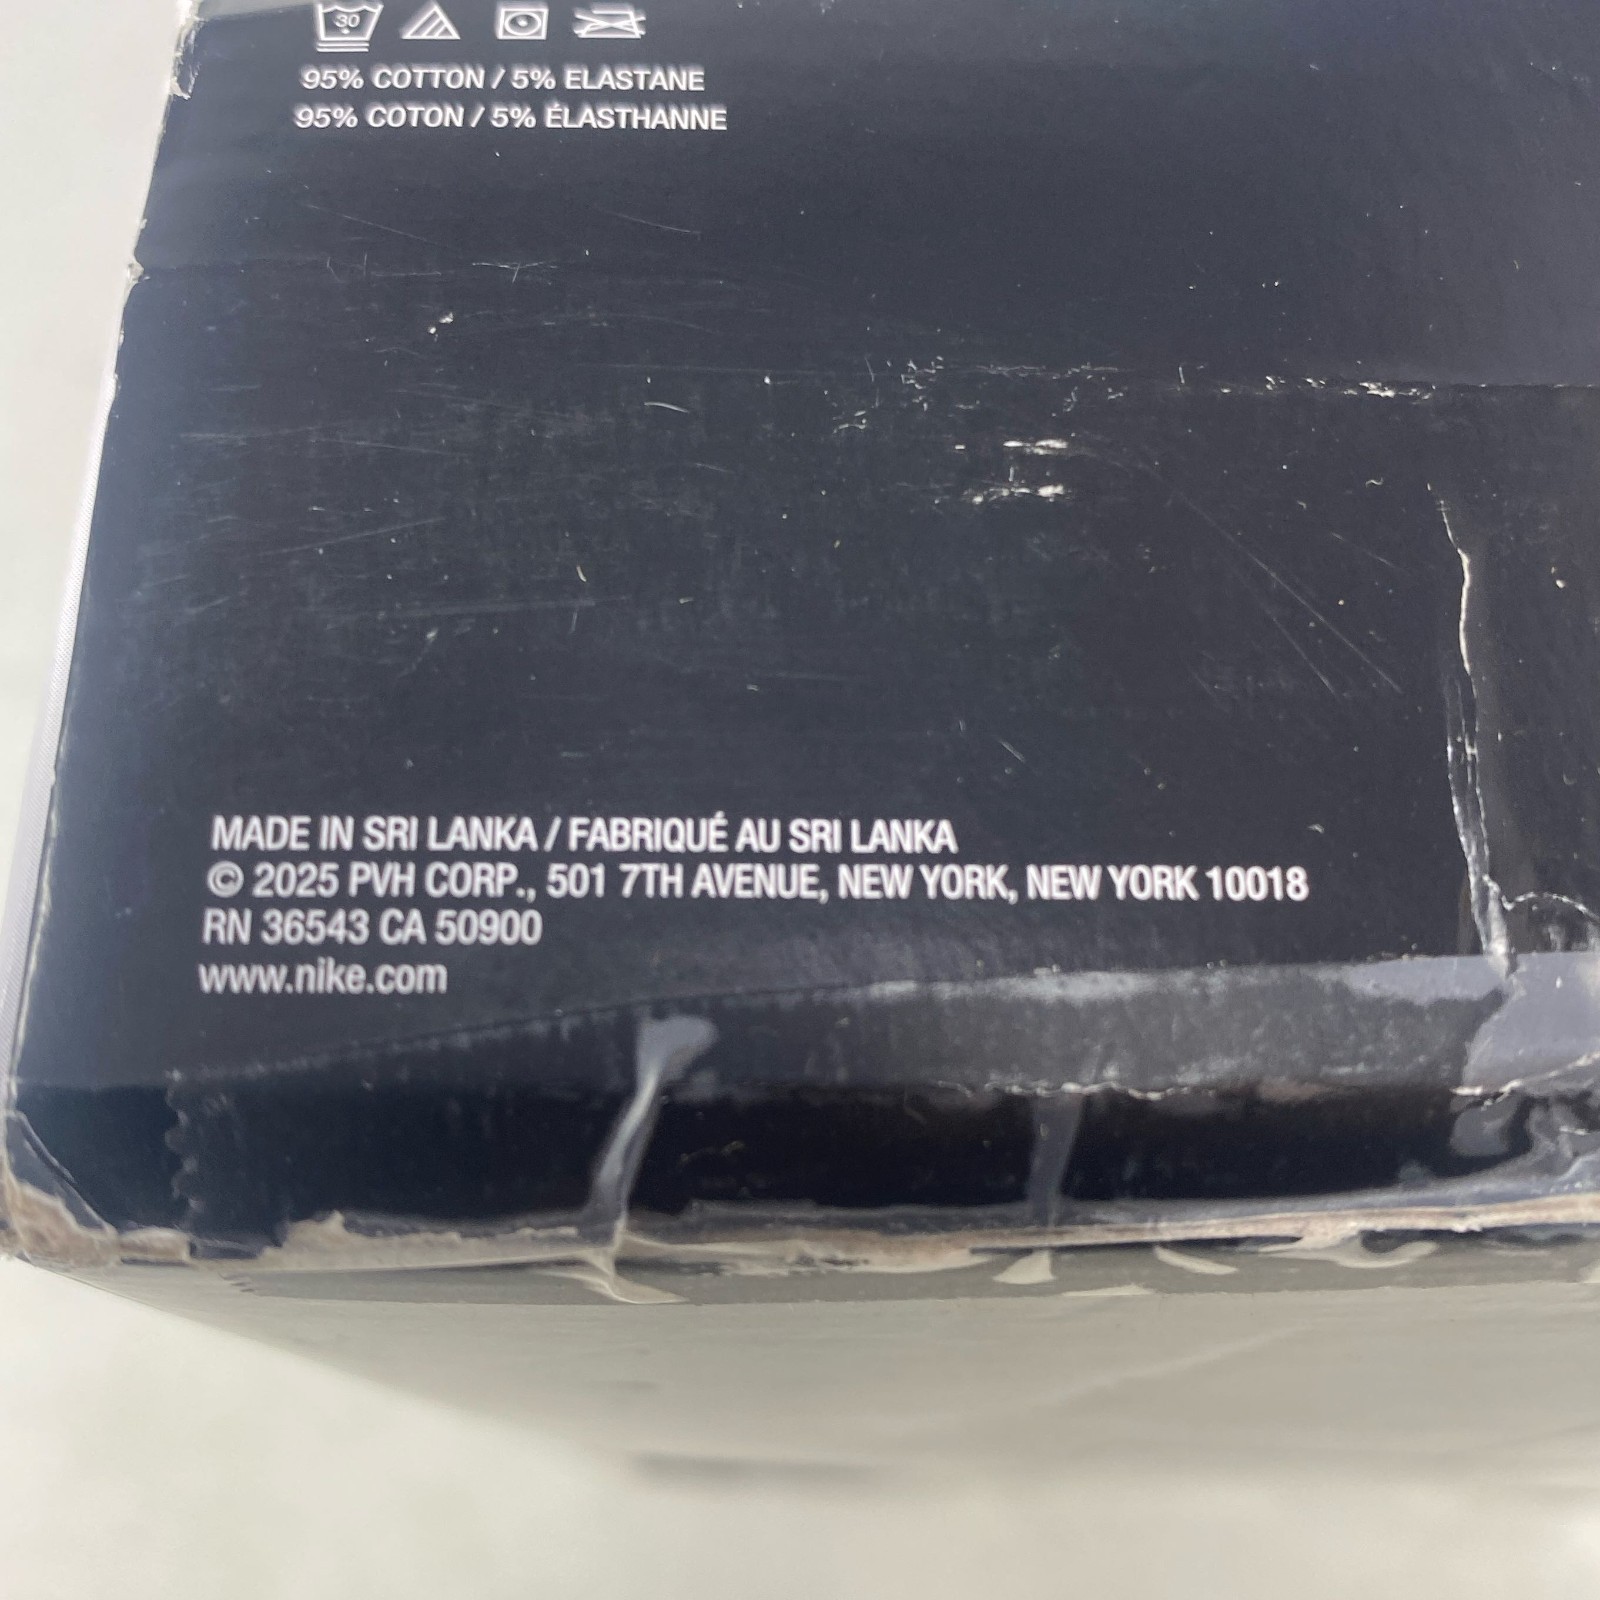 30
95% COTTON / 5% ELASTANE
95% COTON / 5% ÉLASTHANNE
MADE IN SRI LANKA / FABRIQUÉ AU SRI LANKA
© 2025 PVH CORP., 501 7TH AVENUE, NEW YORK, NEW YORK 10018
RN 36543 CA 50900
www.nike.com